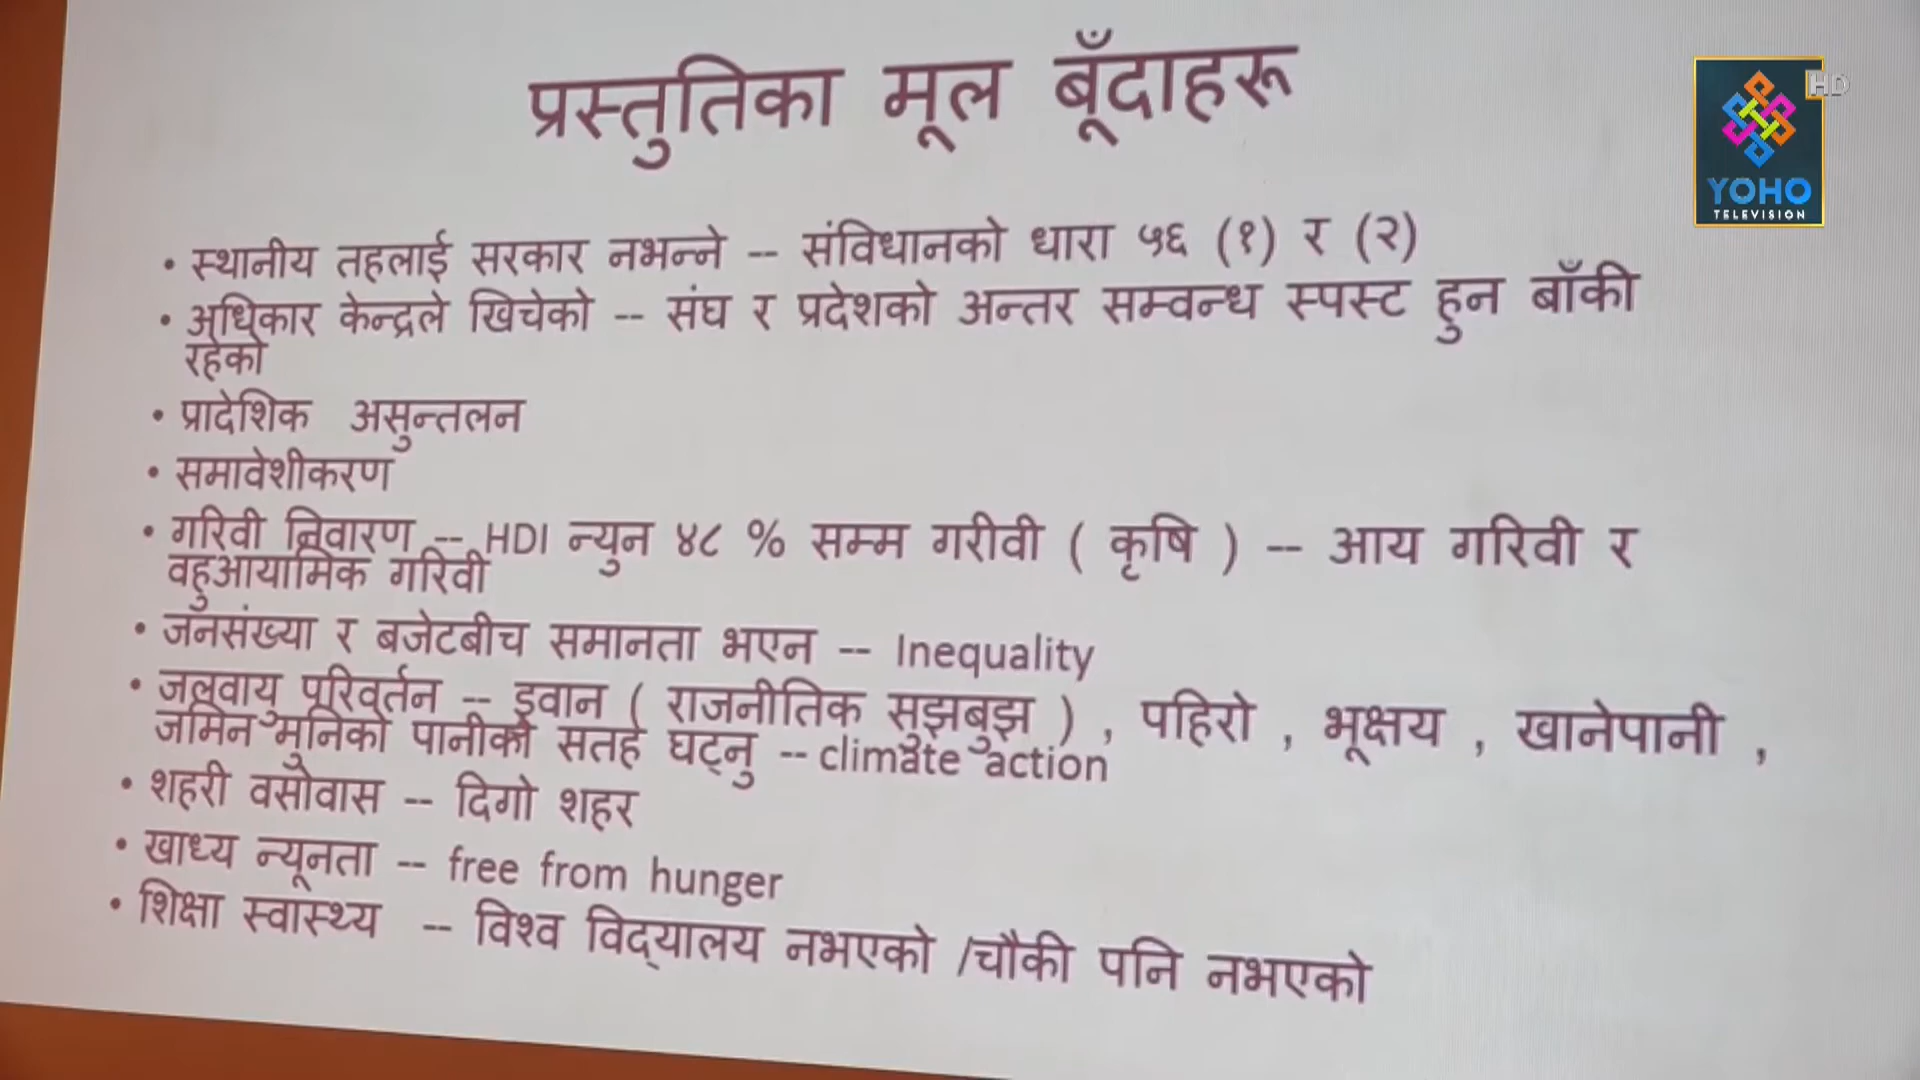 प्रस्तुतिका मूल बूँदाहरू
HD
YOHO
TELEVISION
• स्थानीय तहलाई सरकार नभन्ने -- संविधानको धारा ५६ (१) र (२)
• अधिकार केन्द्रले खिचेको -- संघ र प्रदेशको अन्तर सम्वन्ध स्पस्ट हुन बाँकी
रहेको
• प्रादेशिक असुन्तलन
• समावेशीकरण
• गरिवी निवारण -- HDI न्युन ४८ % सम्म गरीवी ( कृषि ) -- आय गरिवी र
वहुआयामिक गरिवी
• जनसंख्या र बजेटबीच समानता भएन -- Inequality
• जलवायु परिवर्तन -- इवान ( राजनीतिक सुझबुझ ) , पहिरो , भूक्षय , खानेपानी ,
जमिन मुनिको पानीको सतह घट्नु -- climate action
• शहरी वसोवास -- दिगो शहर
• खाध्य न्यूनता -- free from hunger
• शिक्षा स्वास्थ्य -- विश्व विद्यालय नभएको /चौकी पनि नभएको